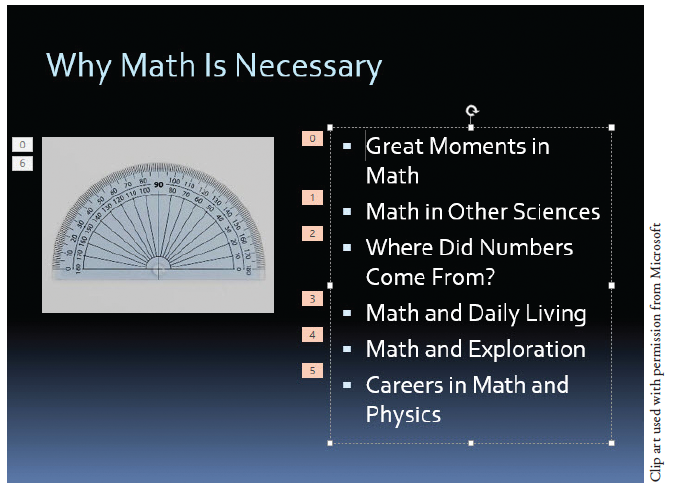 Why Math Is Necessary
0
6
0
Great Moments in
Math
1
Math in Other Sciences
2
Where Did Numbers
Come From?
3
Math and Daily Living
4
Math and Exploration
5
Careers in Math and
Physics
90
Clip art used with permission from Microsoft